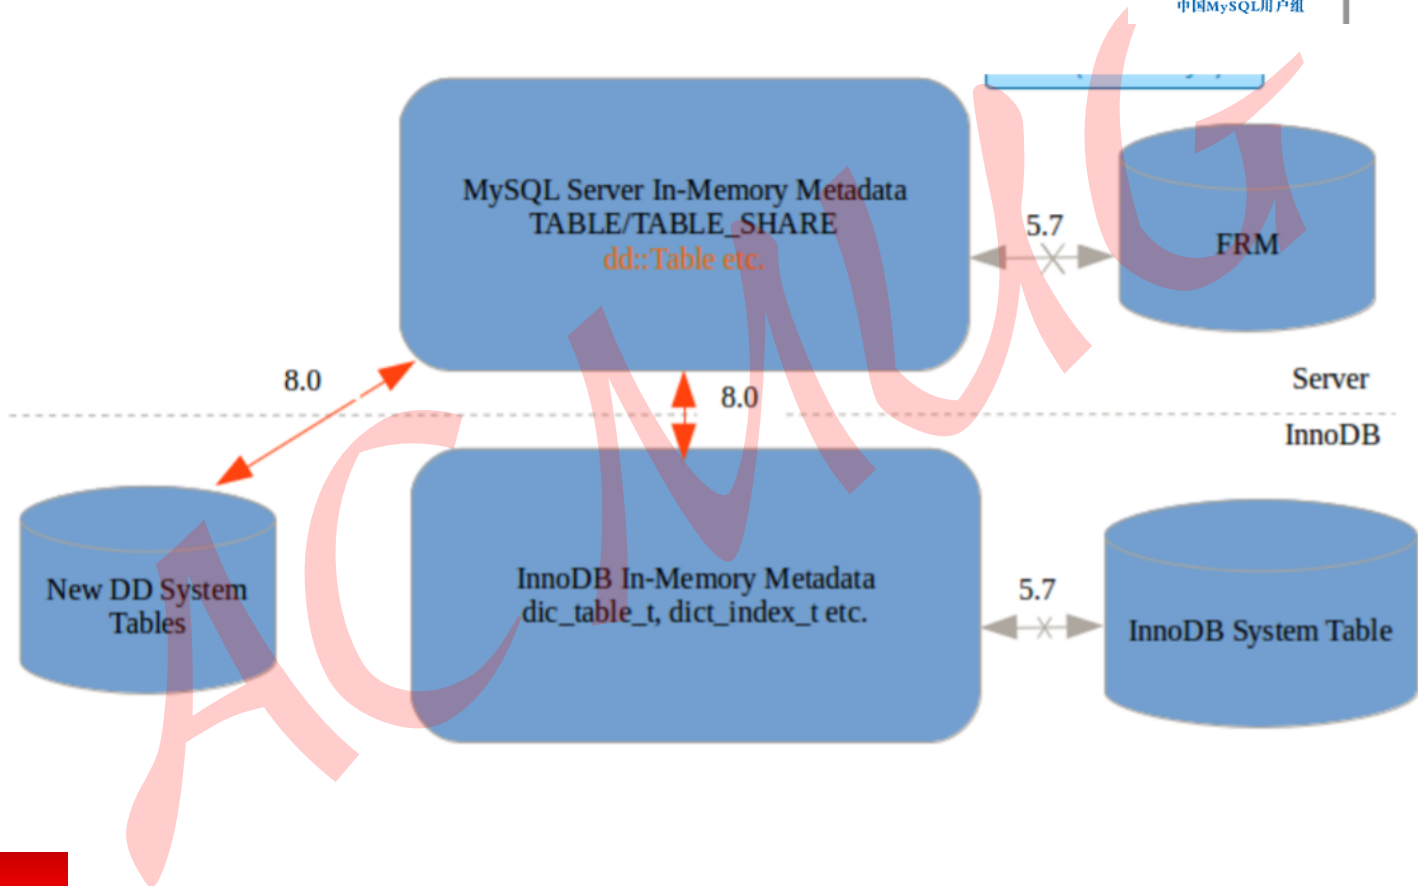 中国MySQL用户组
MySQL Server In-Memory Metadata
TABLE/TABLE_SHARE
dd::Table etc.
5.7
FRM
8.0
8.0
Server
InnoDB
New DD System
Tables
InnoDB In-Memory Metadata
dic_table_t, dict_index_t etc.
5.7
InnoDB System Table
ACMUG